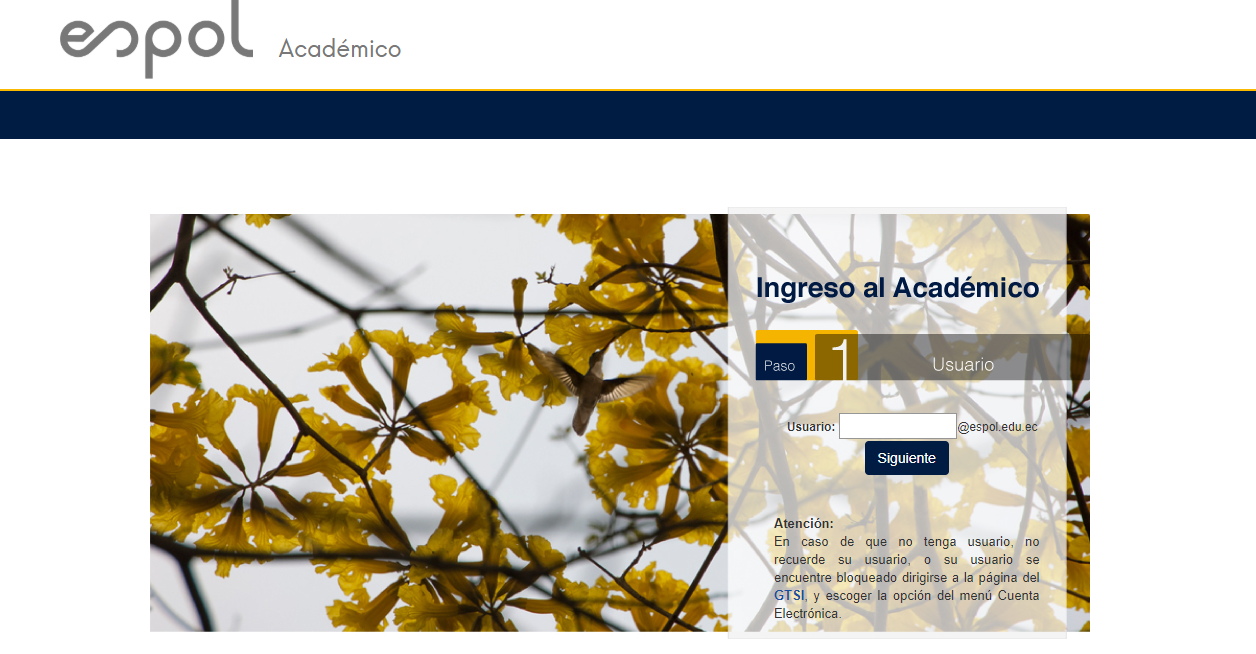 espol Académico
Ingreso al Académico
Paso 1 Usuario
Usuario: @espol.edu.ec
Siguiente
Atención:
En caso de que no tenga usuario, no
recuerde su usuario, o su usuario se
encuentre bloqueado dirigirse a la página del
GTSI, y escoger la opción del menú Cuenta
Electrónica.